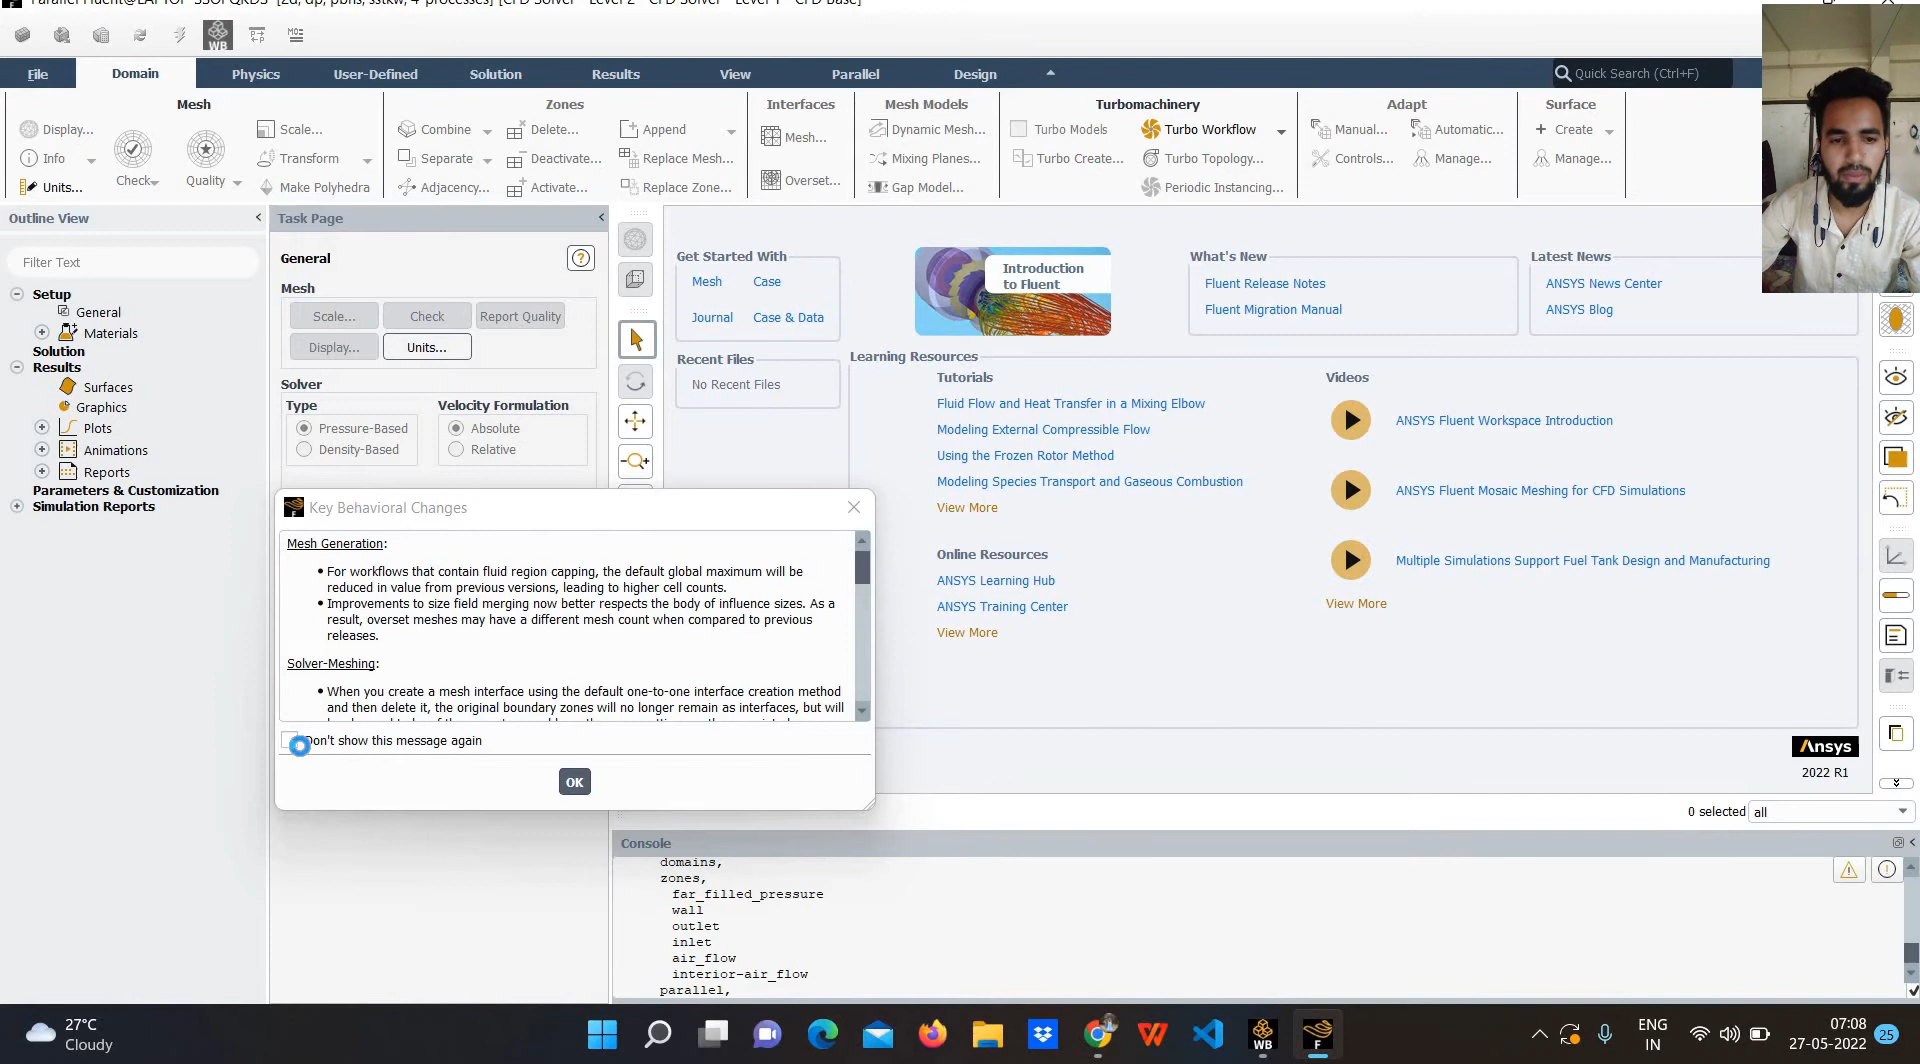 WB
File
Domain
Physics
User-Defined
Solution
Results
View
Parallel
Design
Quick Search (Ctrl+F)
Mesh
Zones
Interfaces
Mesh Models
Turbomachinery
Adapt
Surface
Display...
Info
Units...
Check
Quality
Scale...
Transform
Make Polyhedra
Combine
Separate
Adjacency...
Delete...
Deactivate...
Activate...
Append
Replace Mesh...
Replace Zone...
Mesh...
Overset...
Dynamic Mesh...
Mixing Planes...
Gap Model...
Turbo Models
Turbo Create...
Turbo Workflow
Turbo Topology...
Periodic Instancing...
Manual...
Controls...
Automatic...
Manage...
Create
Manage...
Outline View
Filter Text
Setup
General
Materials
Solution
Results
Surfaces
Graphics
Plots
Animations
Reports
Parameters & Customization
Simulation Reports
Task Page
General
Mesh
Scale...
Check
Report Quality
Display...
Units...
Solver
Type
Velocity Formulation
Pressure-Based
Density-Based
Absolute
Relative
Get Started With
Mesh
Case
Journal
Case & Data
Recent Files
No Recent Files
Introduction
to Fluent
What's New
Fluent Release Notes
Fluent Migration Manual
Latest News
ANSYS News Center
ANSYS Blog
Learning Resources
Tutorials
Fluid Flow and Heat Transfer in a Mixing Elbow
Modeling External Compressible Flow
Using the Frozen Rotor Method
Modeling Species Transport and Gaseous Combustion
View More
Online Resources
ANSYS Learning Hub
ANSYS Training Center
View More
Videos
ANSYS Fluent Workspace Introduction
ANSYS Fluent Mosaic Meshing for CFD Simulations
Multiple Simulations Support Fuel Tank Design and Manufacturing
View More
Key Behavioral Changes
Mesh Generation:
• For workflows that contain fluid region capping, the default global maximum will be
reduced in value from previous versions, leading to higher cell counts.
• Improvements to size field merging now better respects the body of influence sizes. As a
result, overset meshes may have a different mesh count when compared to previous
releases.
Solver-Meshing:
• When you create a mesh interface using the default one-to-one interface creation method
and then delete it, the original boundary zones will no longer remain as interfaces, but will
Don't show this message again
OK
Ansys
2022 R1
0 selected
all
Console
domains,
zones,
far_filled_pressure
wall
outlet
inlet
air_flow
interior-air_flow
parallel,
27°C
Cloudy
WB
F
ENG
IN
07:08
27-05-2022
25